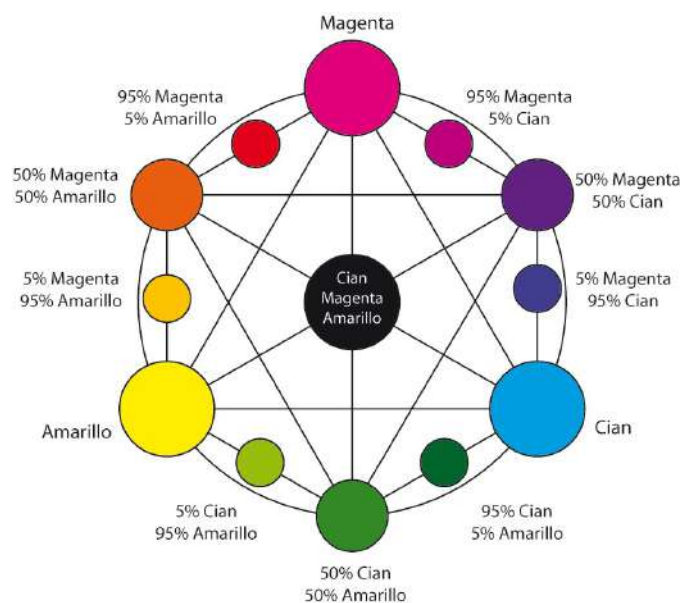 Magenta
95% Magenta
5% Amarillo
95% Magenta
5% Cian
50% Magenta
50% Amarillo
50% Magenta
50% Cian
Cian
Magenta
Amarillo
5% Magenta
95% Amarillo
5% Magenta
95% Cian
Amarillo
Cian
5% Cian
95% Amarillo
95% Cian
5% Amarillo
50% Cian
50% Amarillo